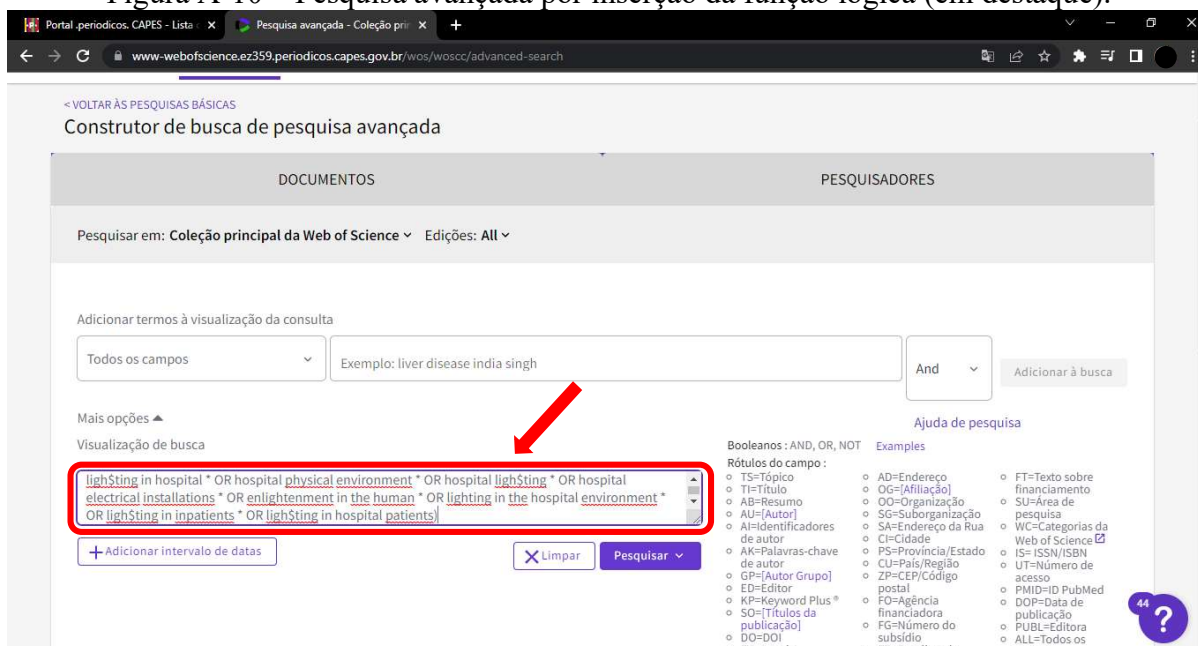 Figura A-10 – Pesquisa avançada por inserção da função lógica (em destaque).
Portal .periodicos. CAPES - Lista
Pesquisa avançada - Coleção prin
www-webofscience.ez359.periodicos.capes.gov.br/wos/woscc/advanced-search
< VOLTAR ÀS PESQUISAS BÁSICAS
Construtor de busca de pesquisa avançada
DOCUMENTOS
PESQUISADORES
Pesquisar em: Coleção principal da Web of Science Edições: All
Adicionar termos à visualização da consulta
Todos os campos
Exemplo: liver disease india singh
And
Adicionar à busca
Mais opções
Ajuda de pesquisa
Visualização de busca
ligh$ting in hospital * OR hospital physical environment * OR hospital ligh$ting * OR hospital
electrical installations * OR enlightenment in the human * OR lighting in the hospital environment *
OR ligh$ting in inpatients * OR ligh$ting in hospital patients)
+Adicionar intervalo de datas
Limpar
Pesquisar
Booleanos : AND, OR, NOT Examples
Rótulos do campo :
TS=Tópico
TI=Título
AB=Resumo
AU=[Autor]
AI=Identificadores
de autor
AK=Palavras-chave
de autor
GP=[Autor Grupo]
ED=Editor
KP=Keyword Plus ®
SO=[Títulos da
publicação]
DO=DOI
AD=Endereço
OG=[Afiliação]
OO=Organização
SG=Suborganização
SA=Endereço da Rua
CI=Cidade
PS=Província/Estado
CU=País/Região
ZP=CEP/Código
postal
FO=Agência
financiadora
FG=Número do
subsídio
FT=Texto sobre
financiamento
SU=Área de
pesquisa
WC=Categorias da
Web of Science
IS= ISSN/ISBN
UT=Número de
acesso
PMID=ID PubMed
DOP=Data de
publicação
PUBL=Editora
ALL=Todos os
44
?